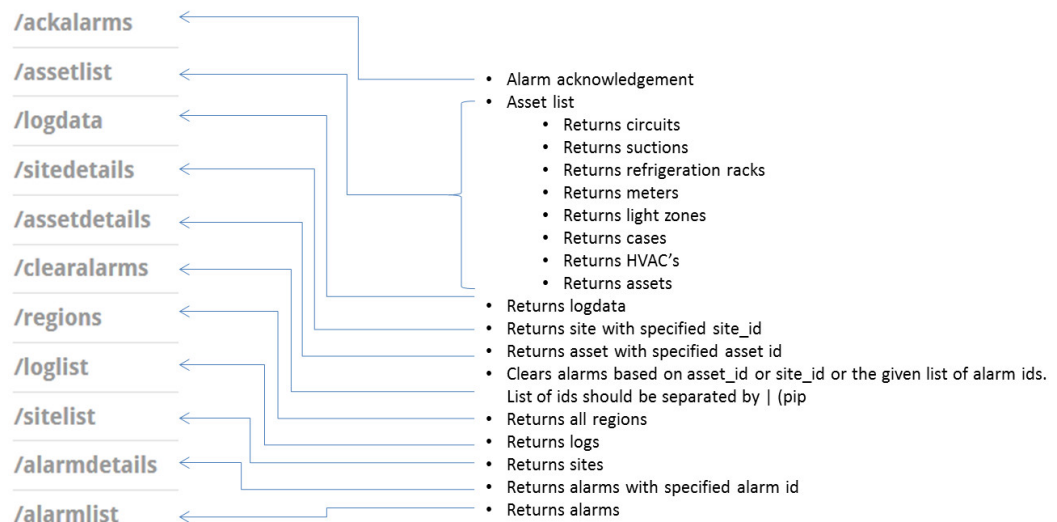 /ackalarms
/assetlist
/logdata
/sitedetails
/assetdetails
/clearalarms
/regions
/loglist
/sitelist
/alarmdetails
/alarmlist
• Alarm acknowledgement
• Asset list
• Returns circuits
• Returns suctions
• Returns refrigeration racks
• Returns meters
• Returns light zones
• Returns cases
• Returns HVAC's
• Returns assets
• Returns logdata
• Returns site with specified site_id
• Returns asset with specified asset id
• Clears alarms based on asset_id or site_id or the given list of alarm ids.
List of ids should be separated by | (pip
• Returns all regions
• Returns logs
• Returns sites
• Returns alarms with specified alarm id
• Returns alarms